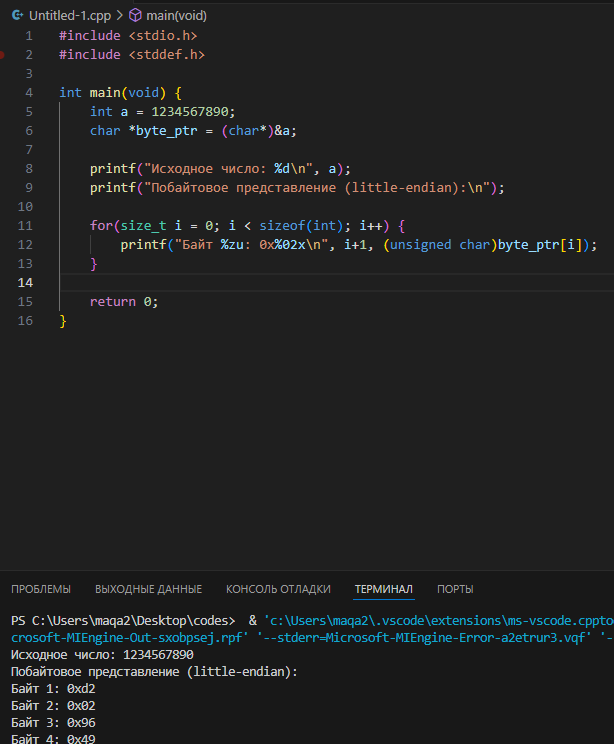 Untitled-1.cpp > main(void)
1 #include <stdio.h>
2 #include <stddef.h>
3
4 int main(void) {
5 int a = 1234567890;
6 char *byte_ptr = (char*)&a;
7
8 printf("Исходное число: %d\n", a);
9 printf("Побайтовое представление (little-endian):\n");
10
11 for(size_t i = 0; i < sizeof(int); i++) {
12 printf("Байт %zu: 0x%02x\n", i+1, (unsigned char)byte_ptr[i]);
13 }
14
15 return 0;
16 }
ПРОБЛЕМЫ ВЫХОДНЫЕ ДАННЫЕ КОНСОЛЬ ОТЛАДКИ ТЕРМИНАЛ ПОРТЫ
PS C:\Users\maqa2\Desktop\codes> & 'c:\Users\maqa2\.vscode\extensions\ms-vscode.cppto
crosoft-MIEngine-Out-sxobpsej.rpf' '--stderr=Microsoft-MIEngine-Error-a2etrur3.vqf' '-
Исходное число: 1234567890
Побайтовое представление (little-endian):
Байт 1: 0xd2
Байт 2: 0x02
Байт 3: 0x96
Байт 4: 0x49